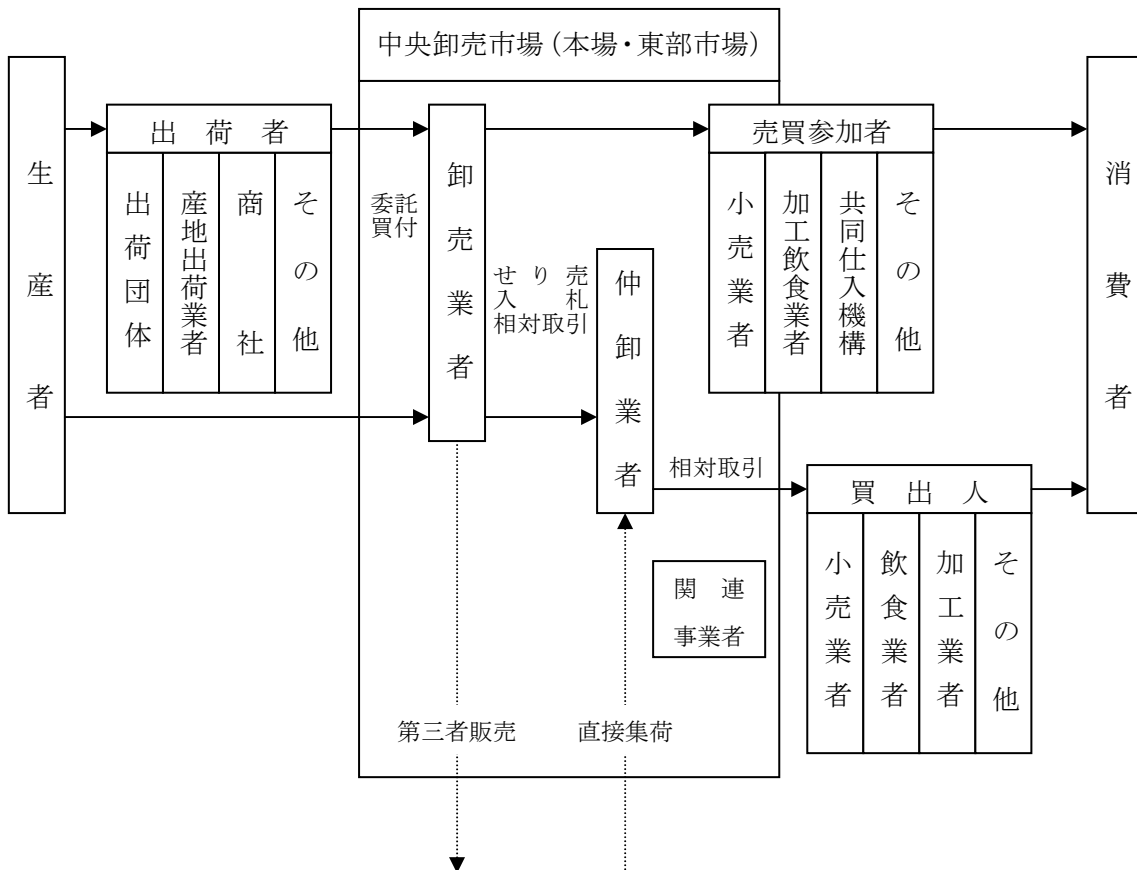 中央卸売市場（本場・東部市場）
生産者
出荷者
出荷団体
産地出荷業者
商社
その他
委託
買付
卸売業者
せり売
入札
相対取引
仲卸業者
売買参加者
小売業者
加工飲食業者
共同仕入機構
その他
消費者
相対取引
買出人
小売業者
飲食業者
加工業者
その他
関連
事業者
第三者販売
直接集荷